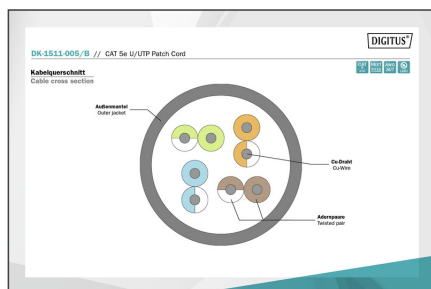 DIGITUS®
DK-1511-005/B // CAT 5e U/UTP Patch Cord
Kabelquerschnitt
Cable cross section
Außenmantel
Outer jacket
Cu-Draht
Cu-Wire
Adernpaare
Twisted pair